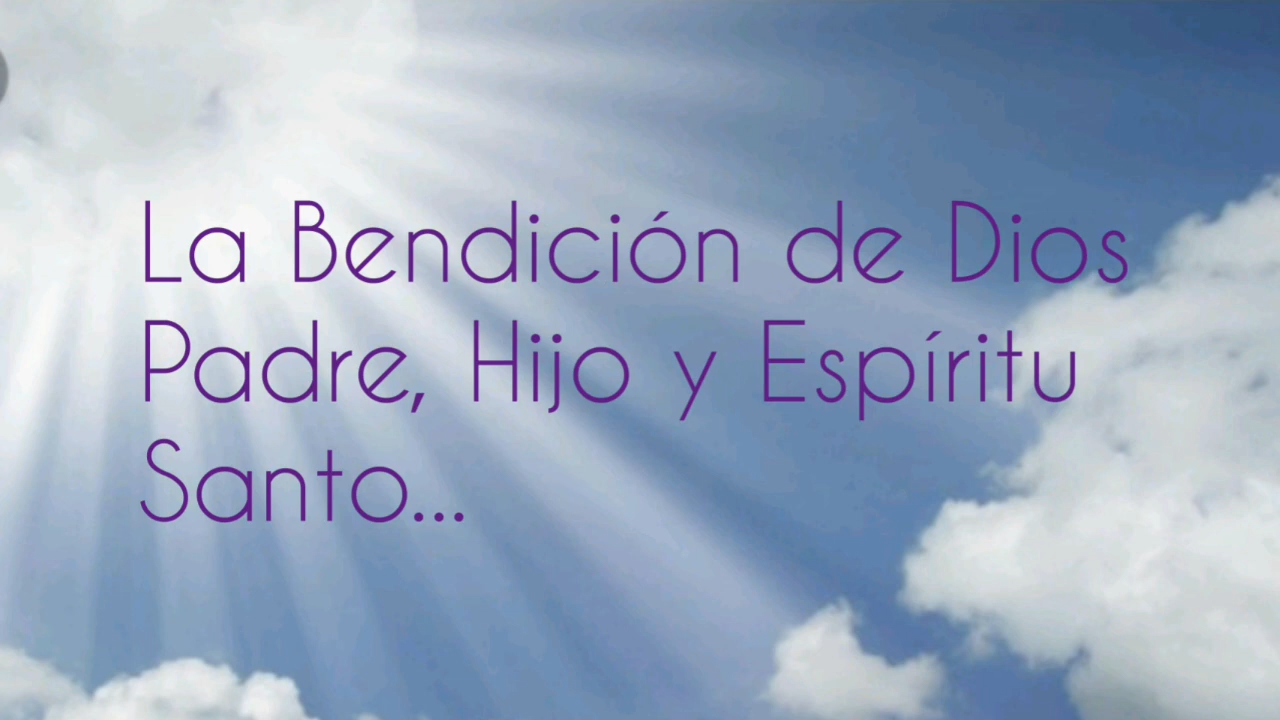 La Bendición de Dios
Padre, Hijo y Espíritu
Santo...